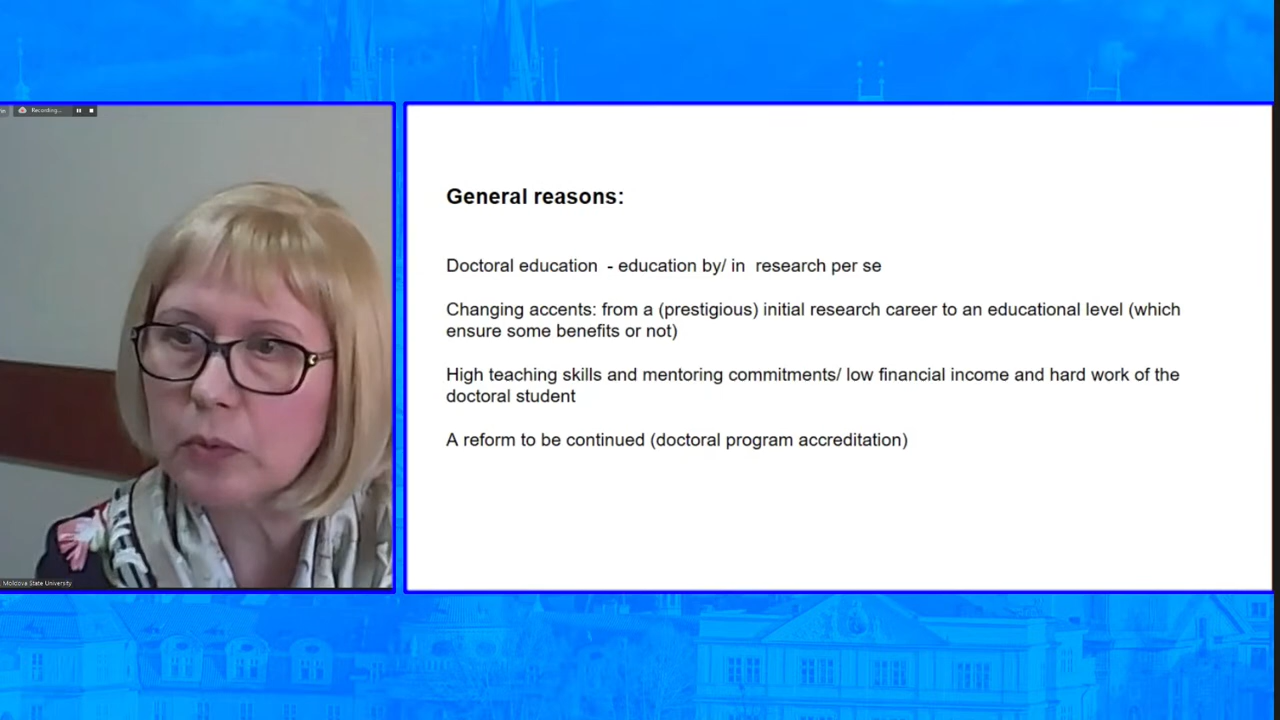 Recording...
General reasons:
Doctoral education - education by/ in research per se
Changing accents: from a (prestigious) initial research career to an educational level (which
ensure some benefits or not)
High teaching skills and mentoring commitments/ low financial income and hard work of the
doctoral student
A reform to be continued (doctoral program accreditation)
Moldova State University